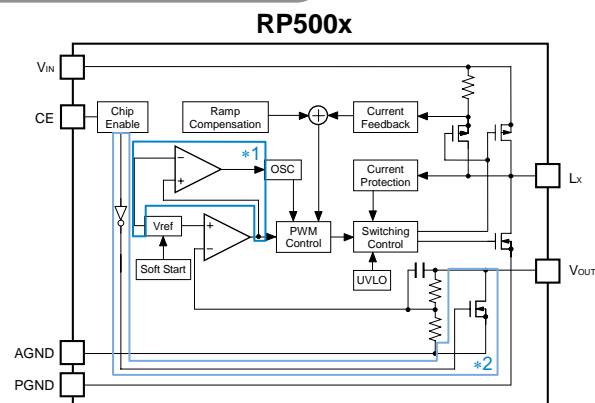 RP500x
VIN
CE
Chip
Enable
Ramp
Compensation
+
Current
Feedback
*1
−
+
OSC
Current
Protection
LX
Vref
+
−
PWM
Control
Switching
Control
Soft Start
UVLO
VOUT
AGND
*2
PGND